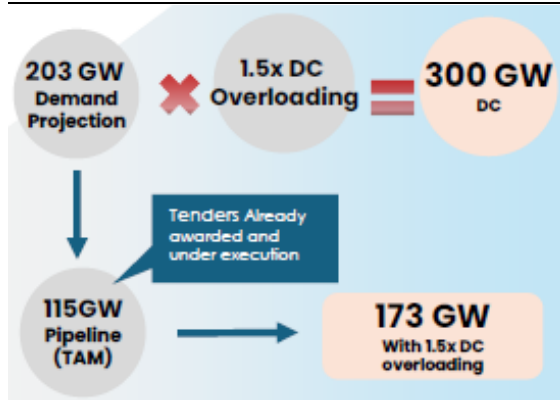 203 GW
Demand
Projection
1.5x DC
Overloading
300 GW
DC
Tenders Already
awarded and
under execution
115GW
Pipeline
(TAM)
173 GW
With 1.5x DC
overloading